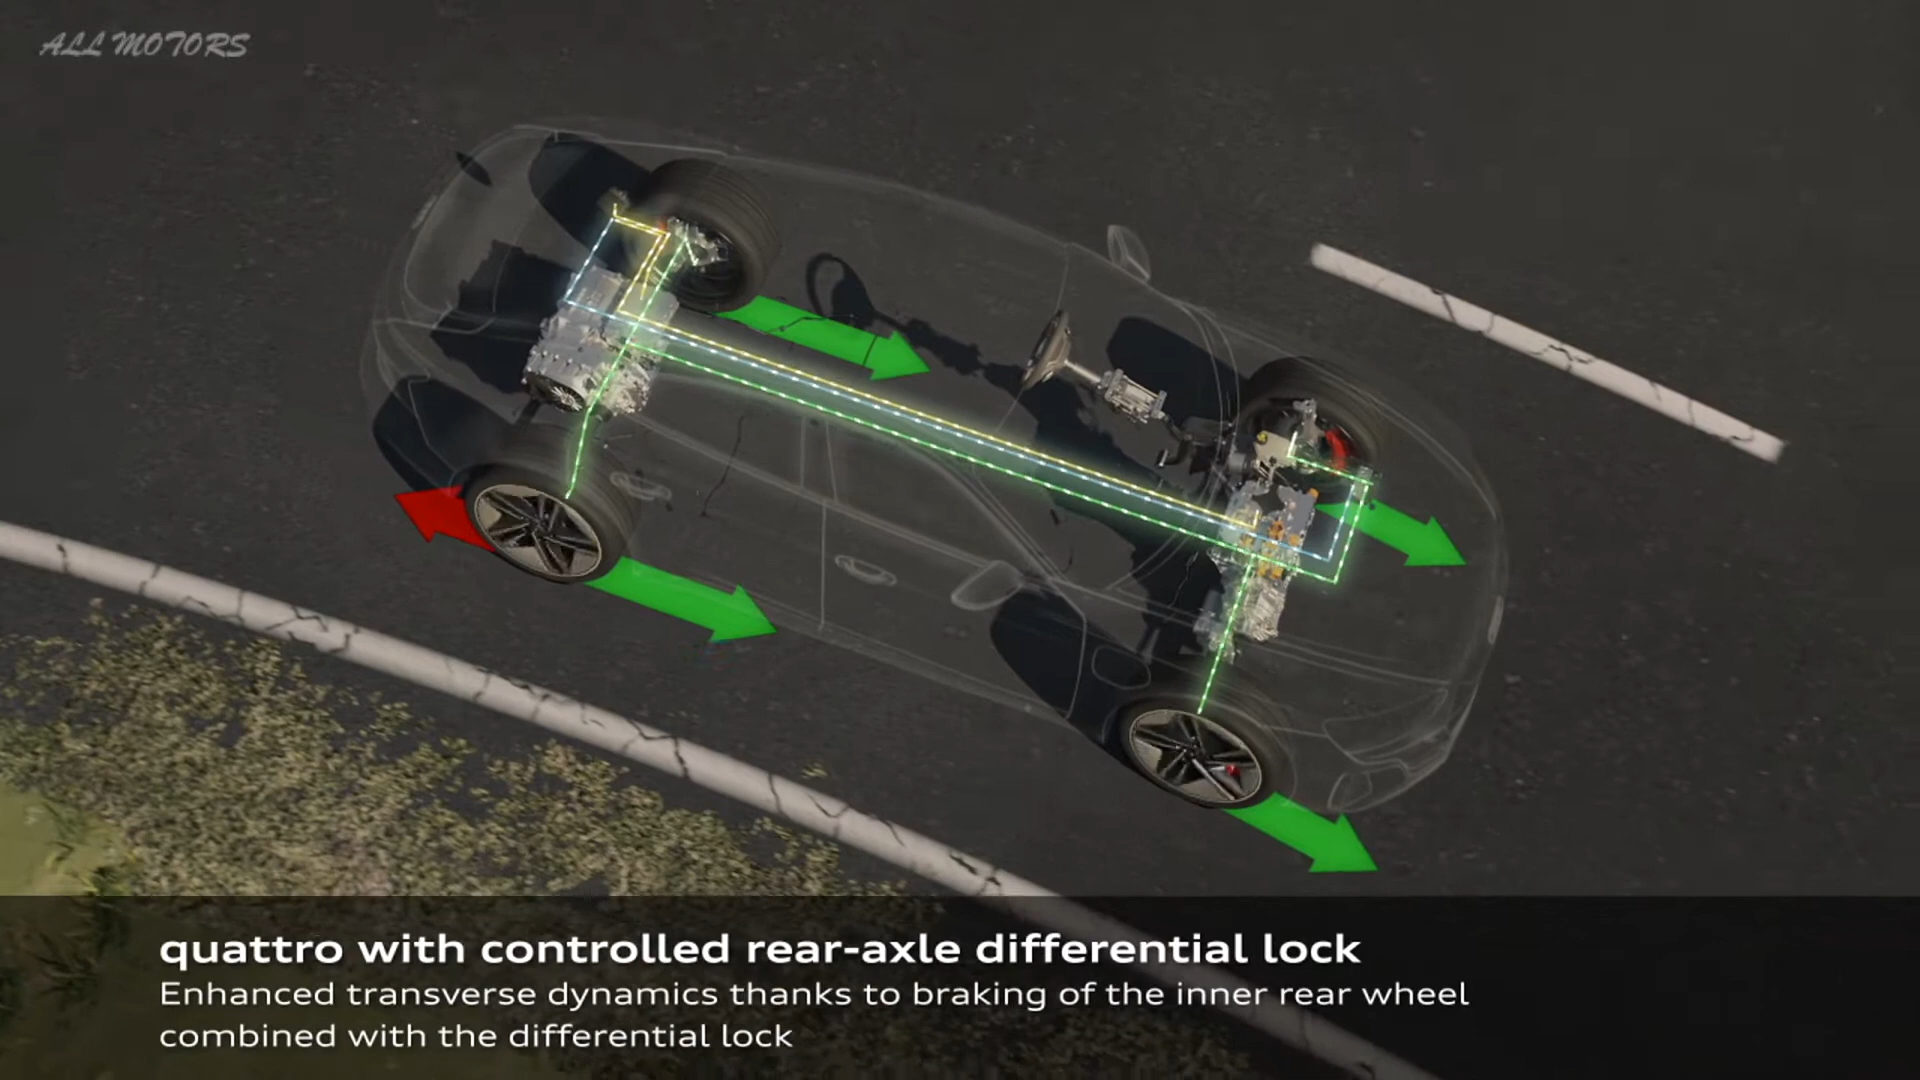 ALL MOTORS
quattro with controlled rear-axle differential lock
Enhanced transverse dynamics thanks to braking of the inner rear wheel
combined with the differential lock